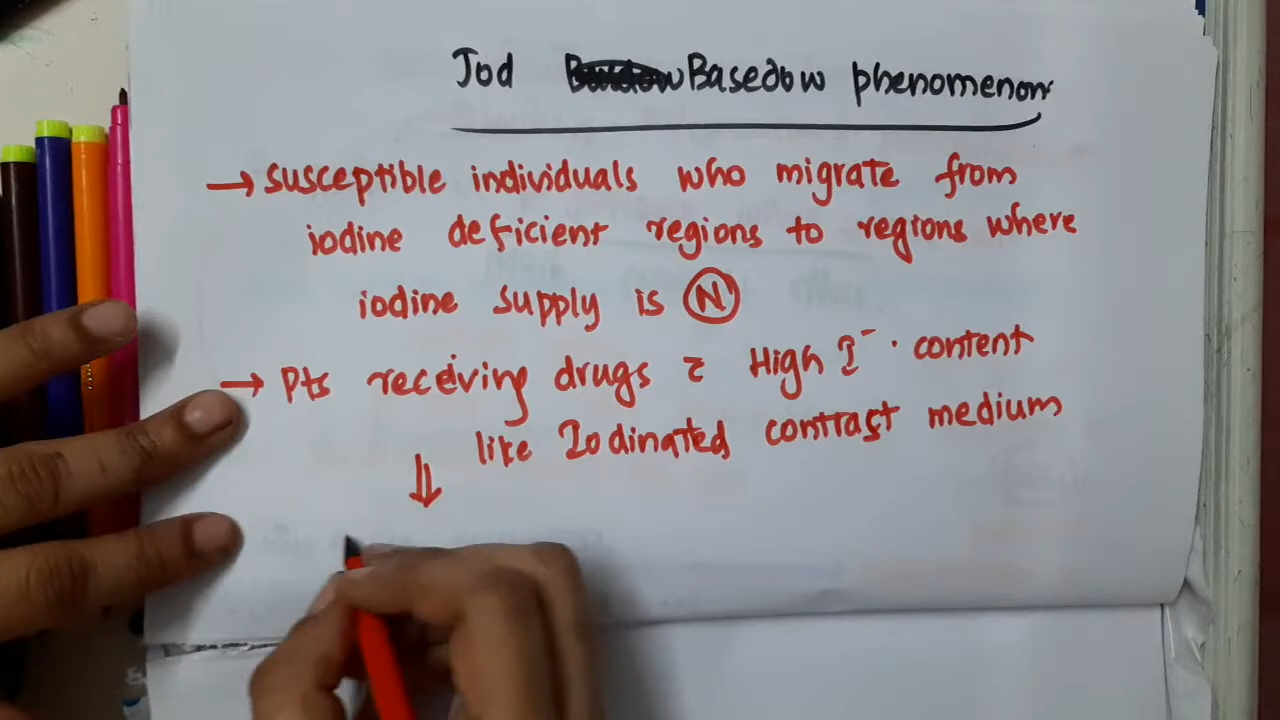 Jod Basedow phenomenon
→ susceptible individuals who migrate from
iodine deficient regions to regions where
iodine supply is N
→ Pts receiving drugs c High I⁻ content
like Iodinated contrast medium
⇓